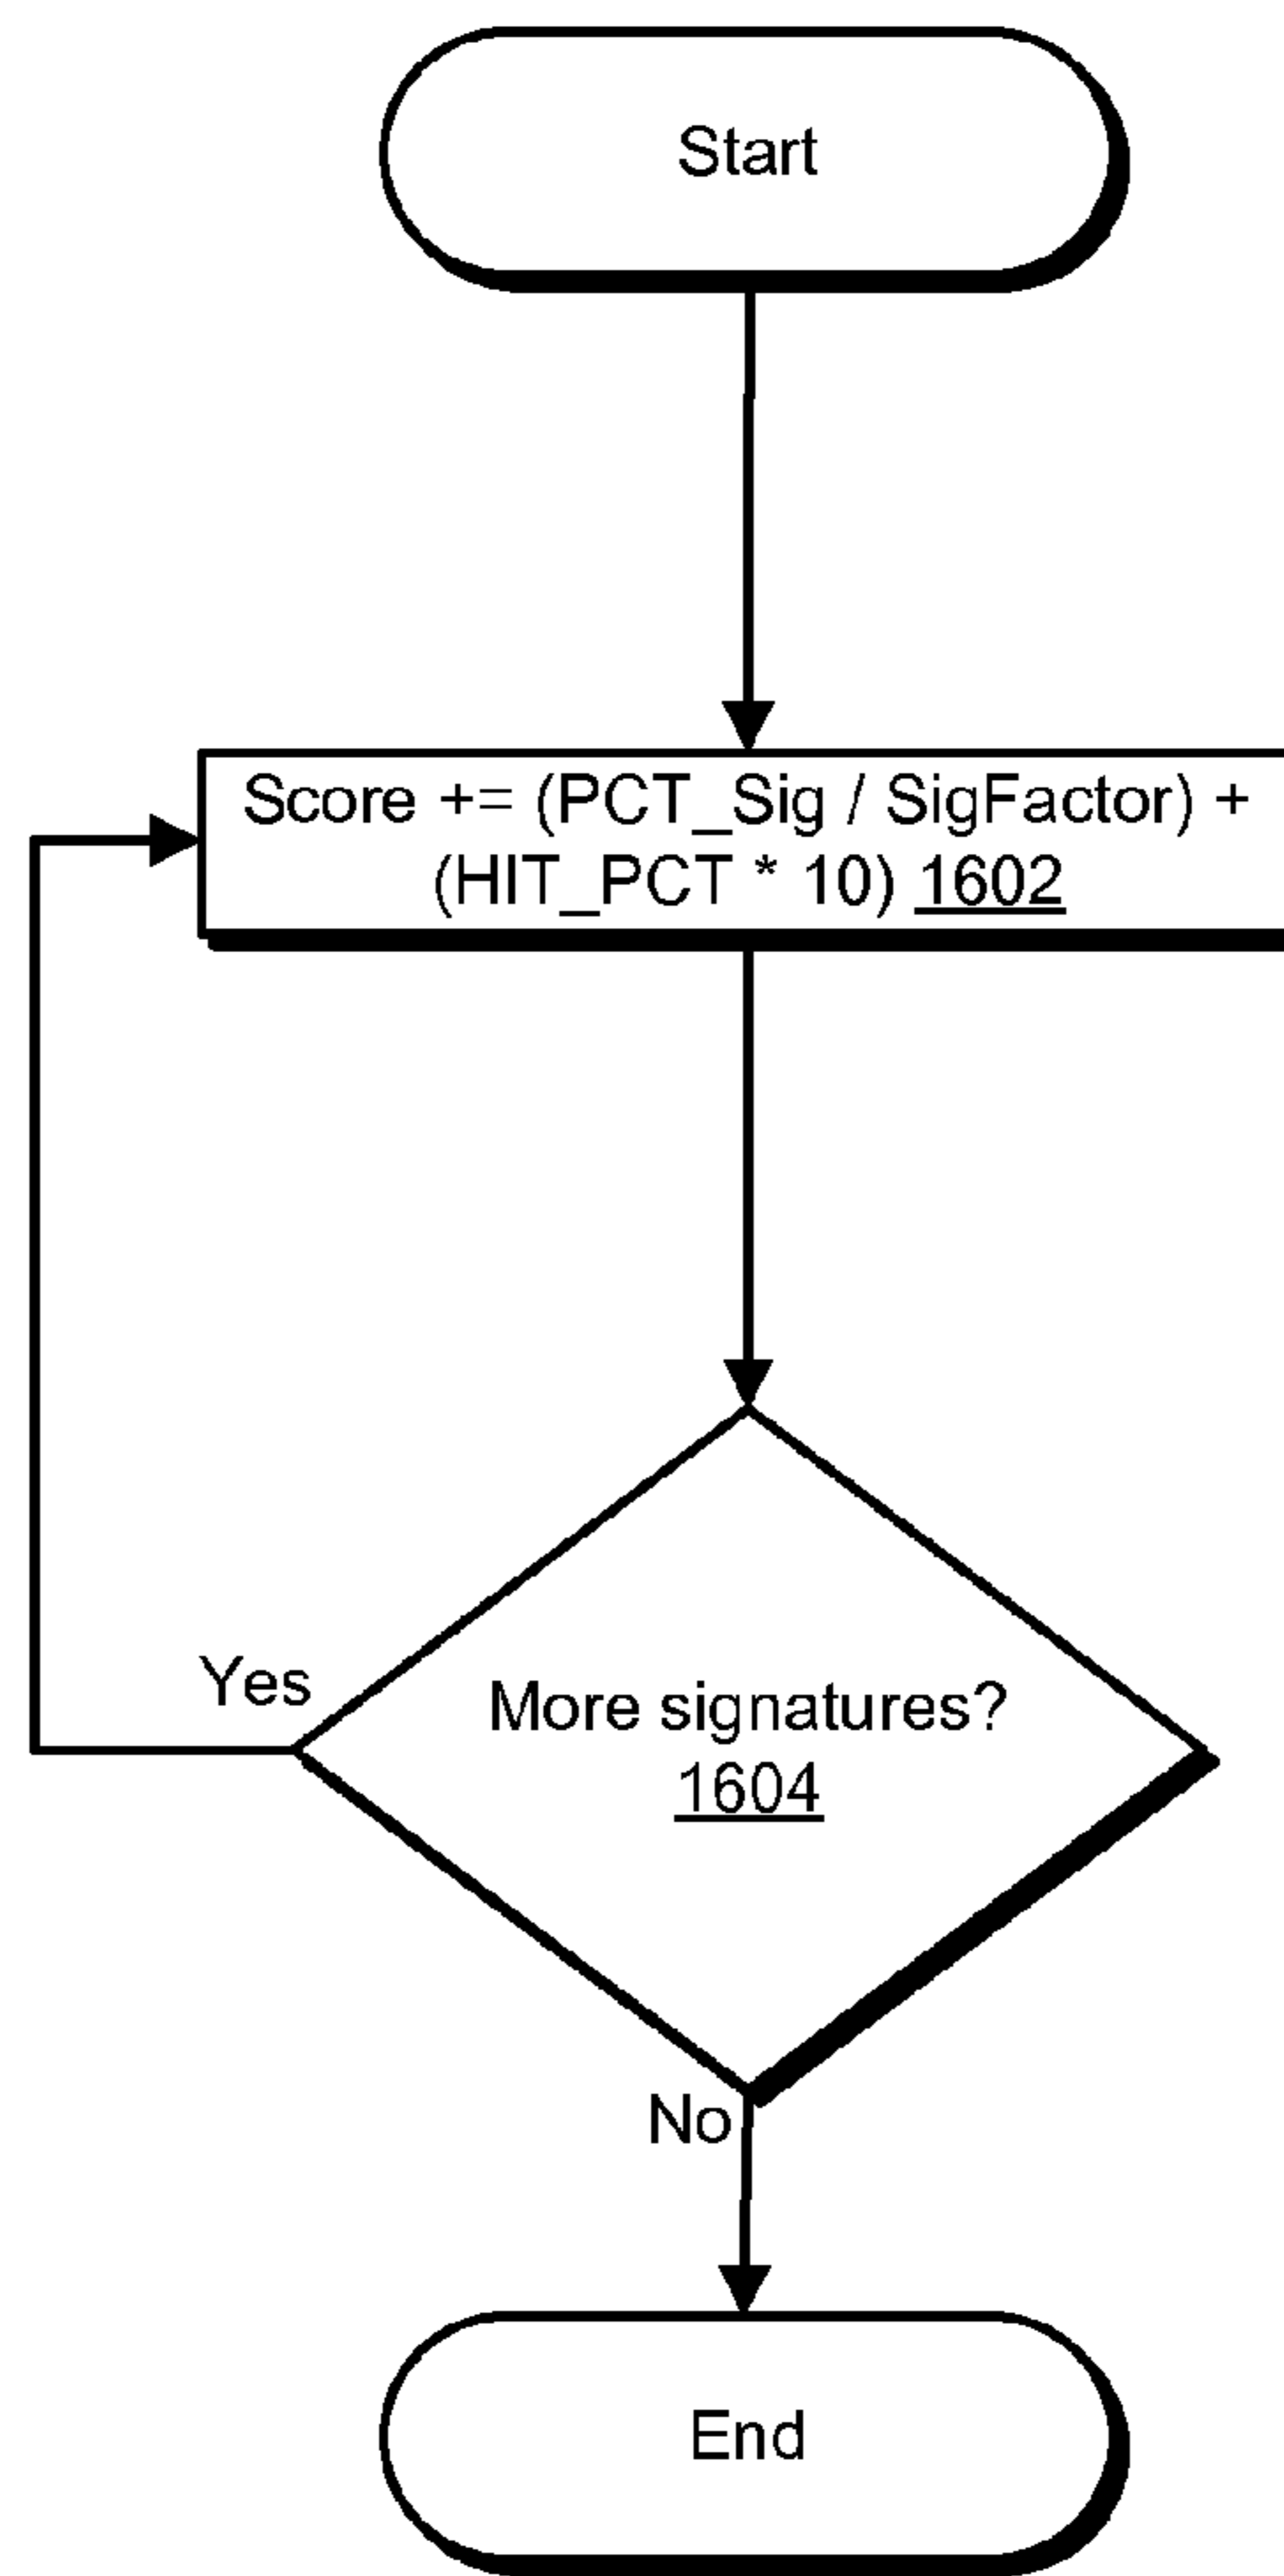 Start
Score += (PCT_Sig / SigFactor) +
(HIT_PCT * 10) 1602
Yes
More signatures?
1604
No
End